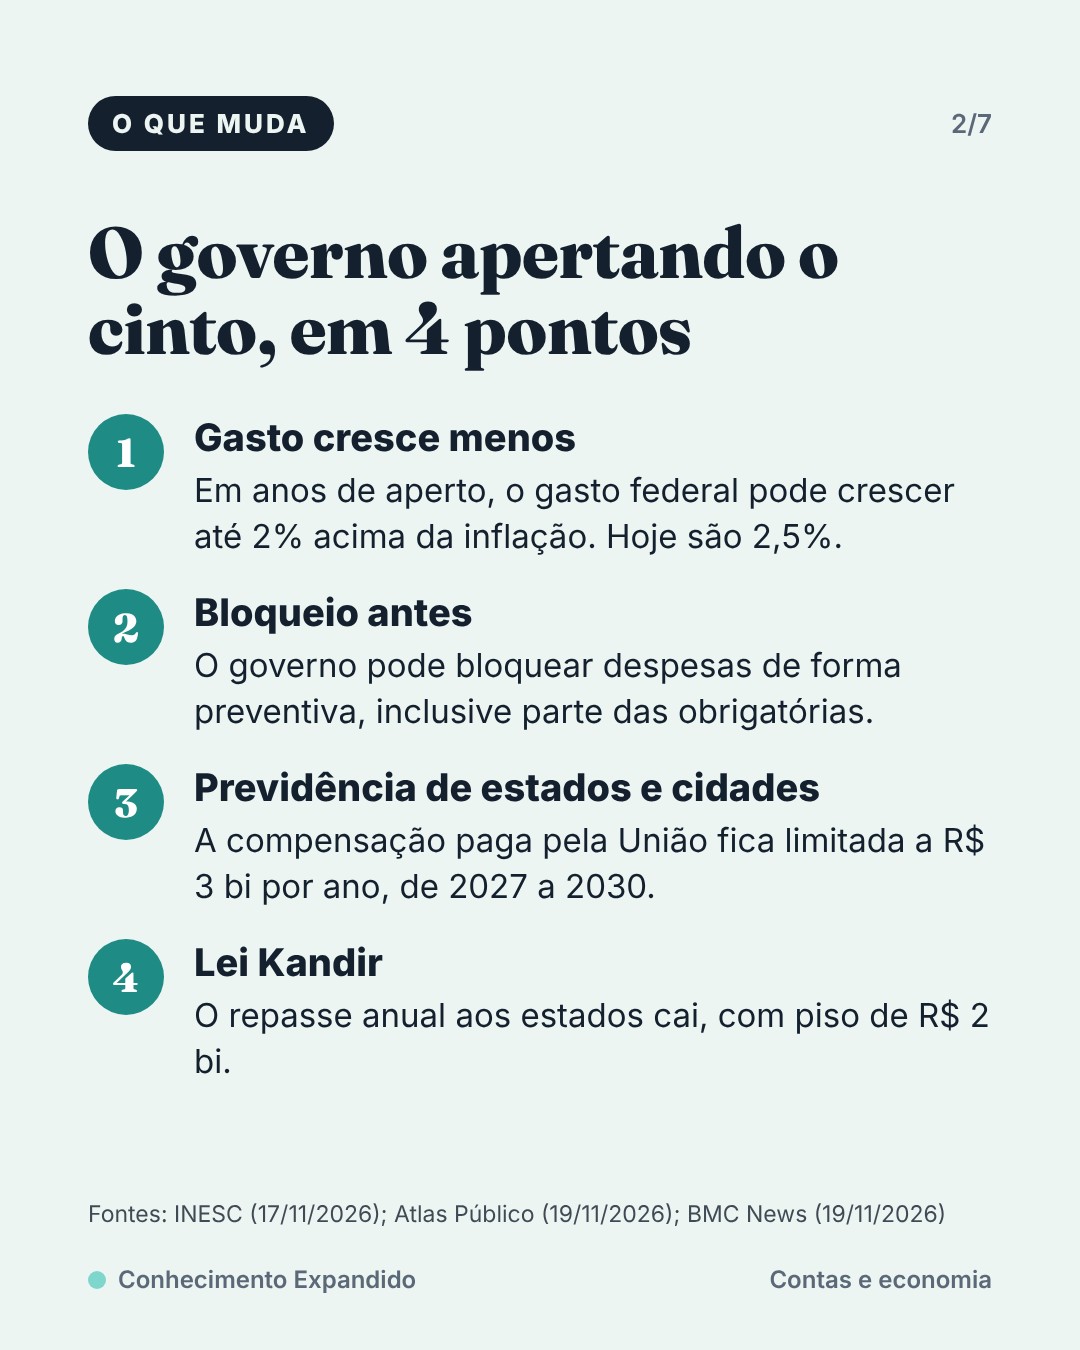 O QUE MUDA
2/7
O governo apertando o
cinto, em 4 pontos
1
Gasto cresce menos
Em anos de aperto, o gasto federal pode crescer
até 2% acima da inflação. Hoje são 2,5%.
2
Bloqueio antes
O governo pode bloquear despesas de forma
preventiva, inclusive parte das obrigatórias.
3
Previdência de estados e cidades
A compensação paga pela União fica limitada a R$
3 bi por ano, de 2027 a 2030.
4
Lei Kandir
O repasse anual aos estados cai, com piso de R$ 2
bi.
Fontes: INESC (17/11/2026); Atlas Público (19/11/2026); BMC News (19/11/2026)
Conhecimento Expandido
Contas e economia